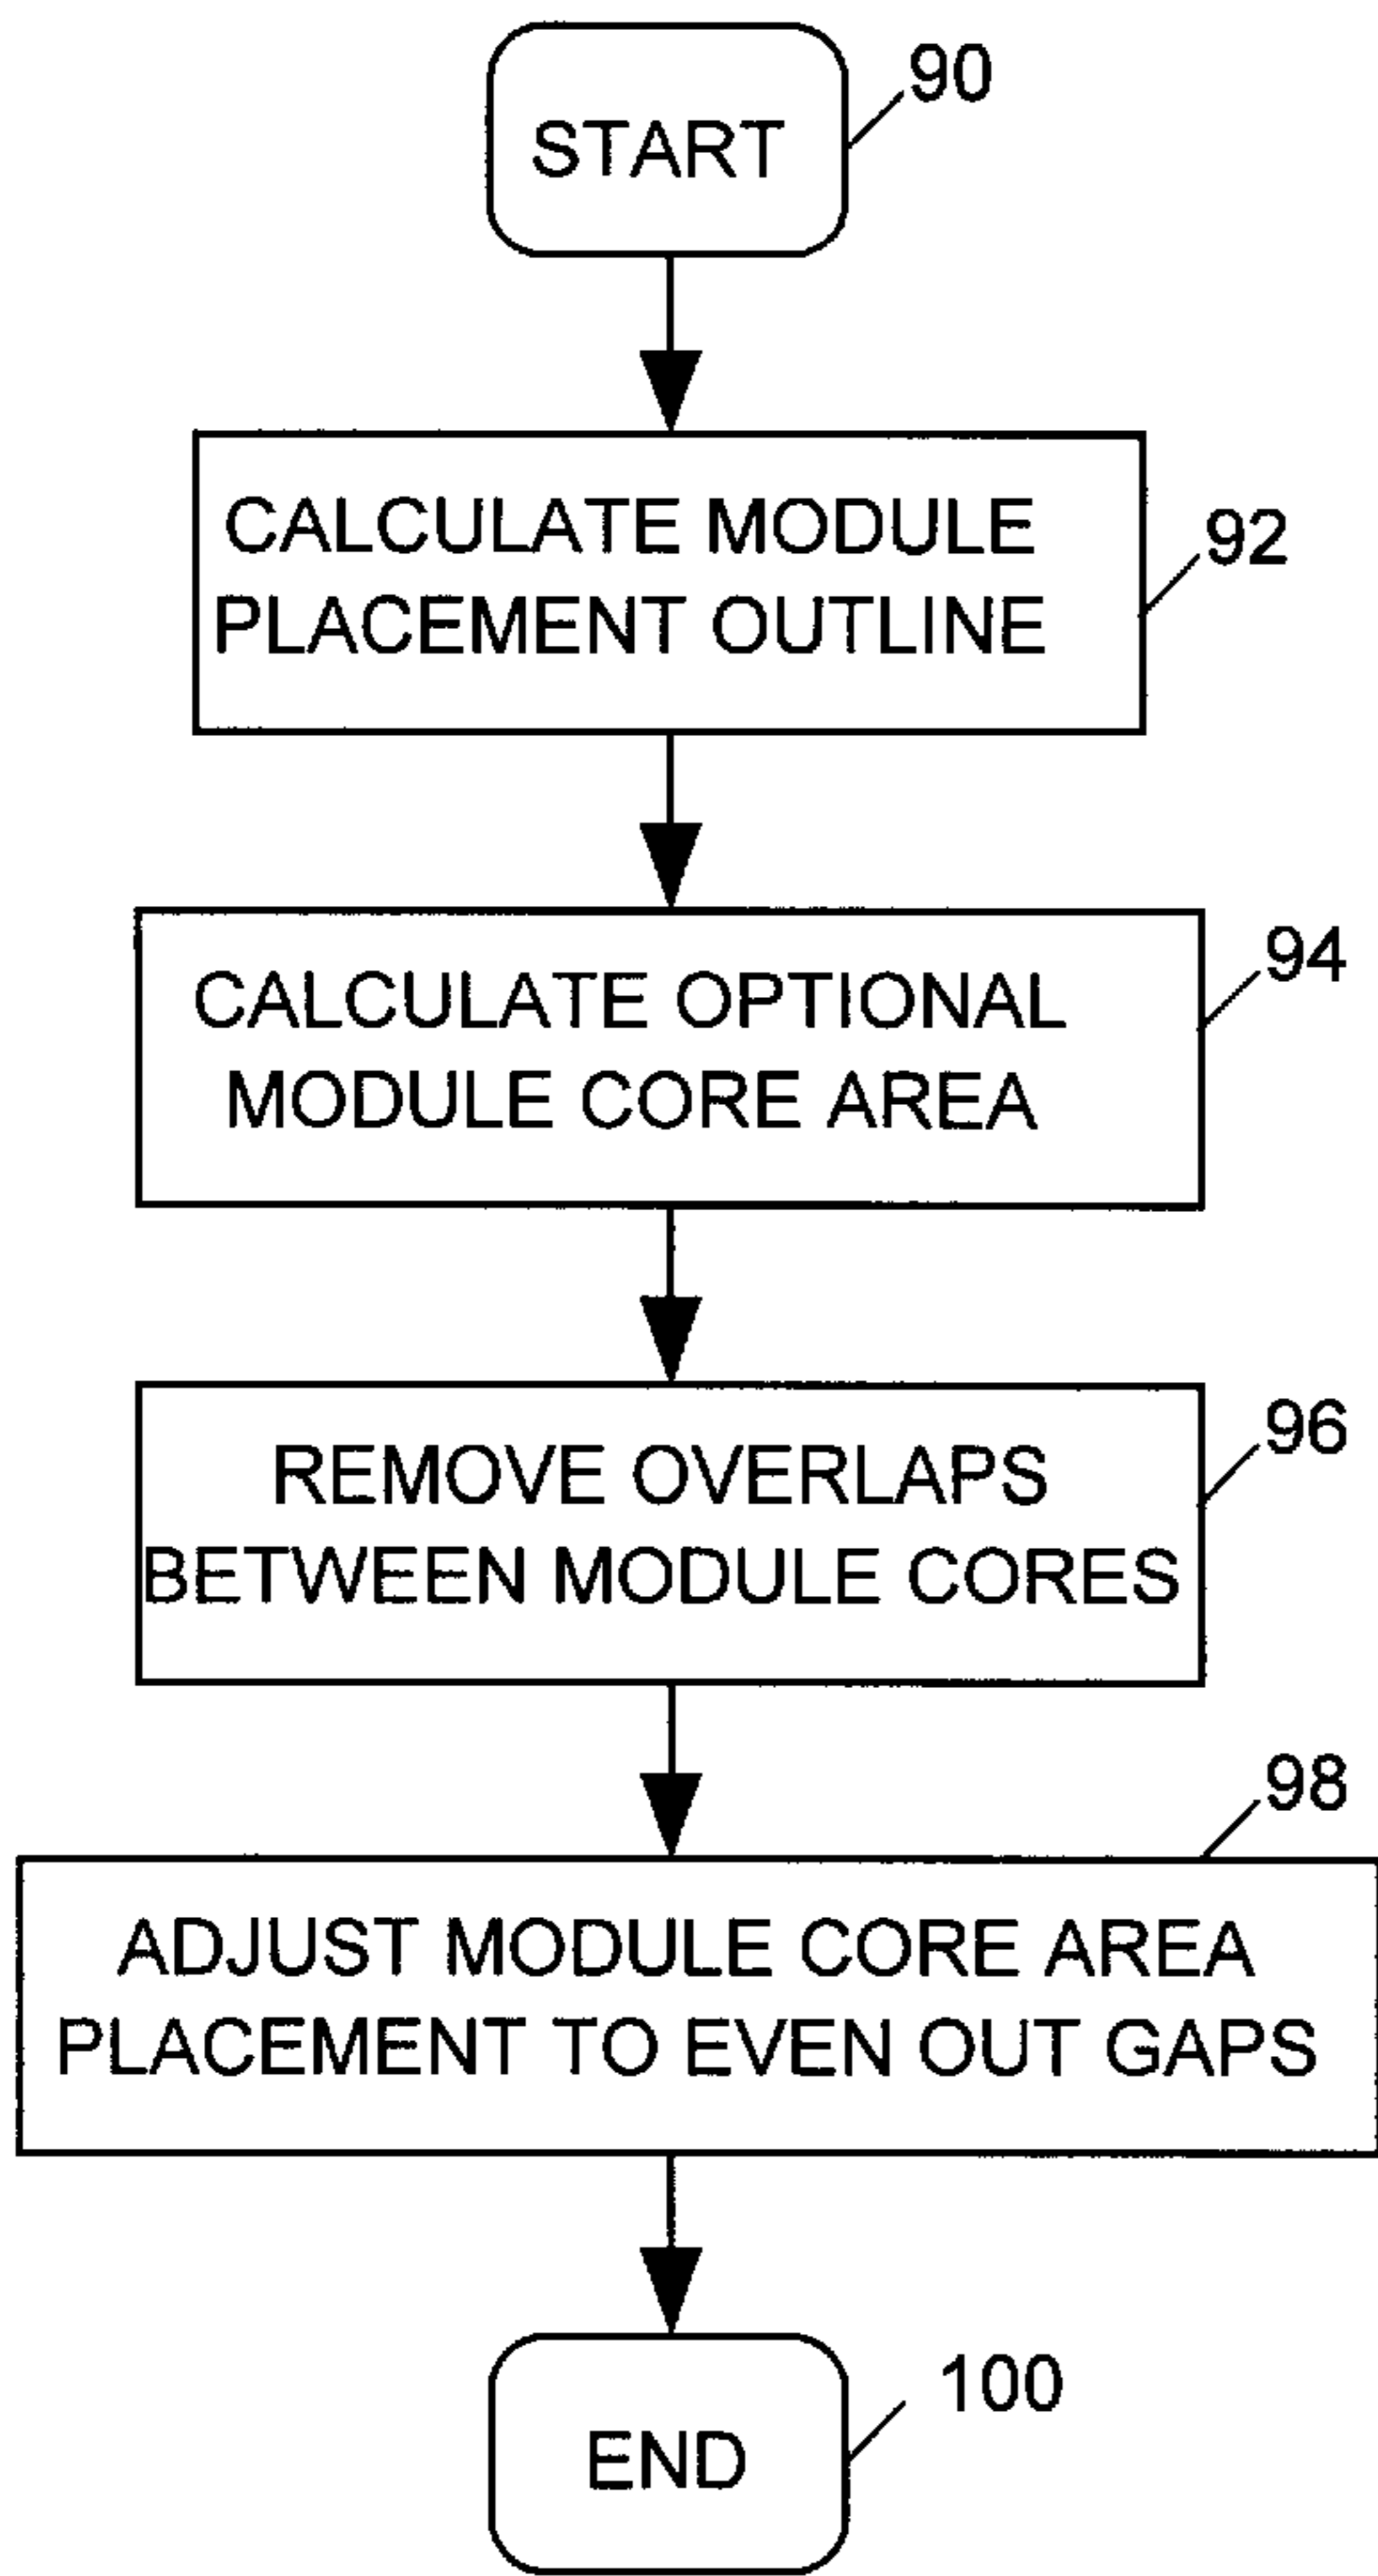 START
90
CALCULATE MODULE
PLACEMENT OUTLINE
92
CALCULATE OPTIONAL
MODULE CORE AREA
94
REMOVE OVERLAPS
BETWEEN MODULE CORES
96
98
ADJUST MODULE CORE AREA
PLACEMENT TO EVEN OUT GAPS
END
100